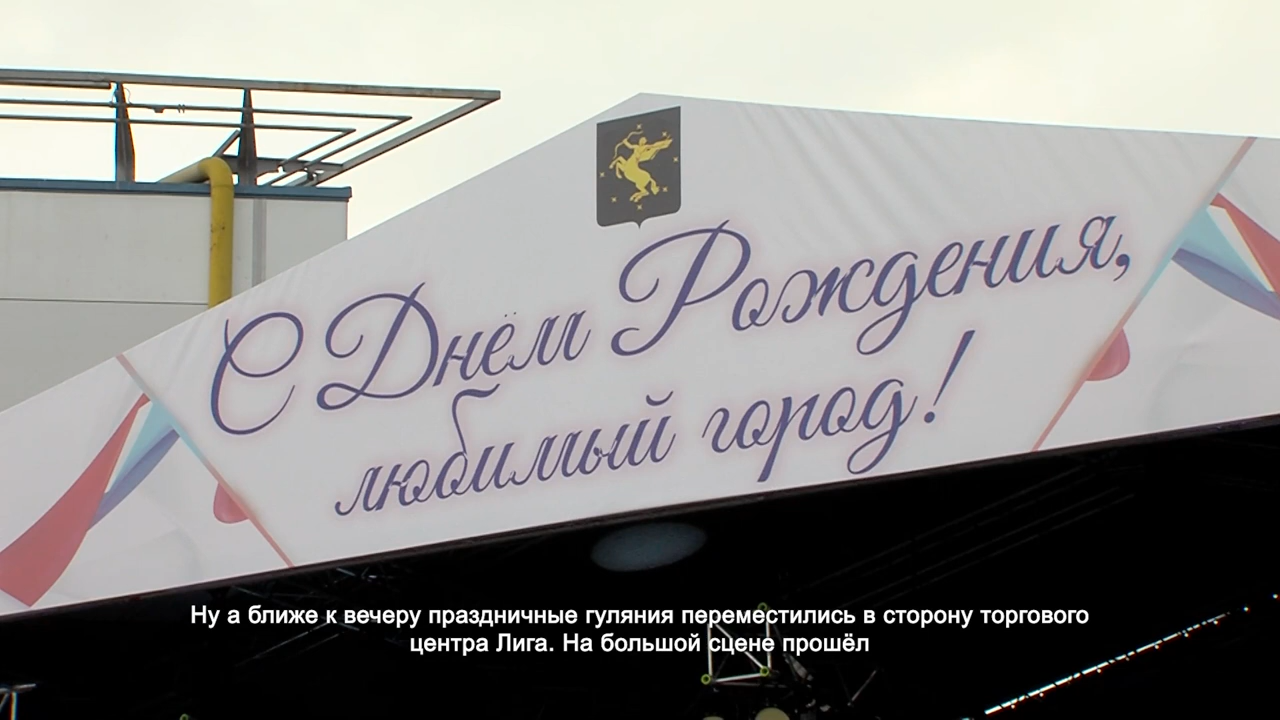 С Днём Рождения,
любимый город!
Ну а ближе к вечеру праздничные гуляния переместились в сторону торгового
центра Лига. На большой сцене прошёл